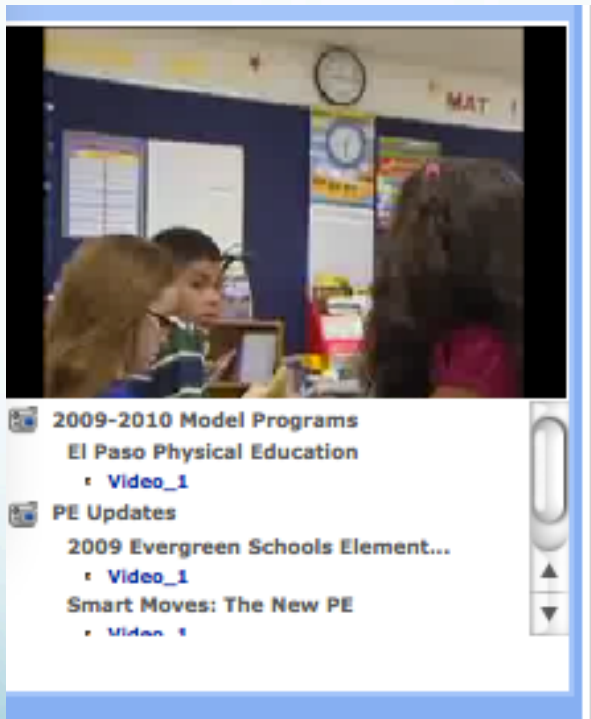 MAT
2009-2010 Model Programs
El Paso Physical Education
Video_1
PE Updates
2009 Evergreen Schools Element...
Video_1
Smart Moves: The New PE
Video_1